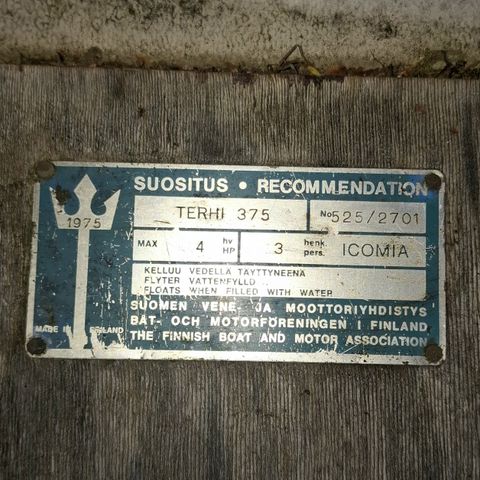 SUOSITUS • RECOMMENDATION
1975
TERHI 375 No 525/2701
MAX 4 hv HP 3 henk. pers. ICOMIA
KELLUU VEDELLÄ TÄYTTYNEENÄ
FLYTER VATTENFYLLD
FLOATS WHEN FILLED WITH WATER
SUOMEN VENE JA MOOTTORIYHDISTYS
BÅT- OCH MOTORFÖRENINGEN I FINLAND
MADE IN FINLAND THE FINNISH BOAT AND MOTOR ASSOCIATION